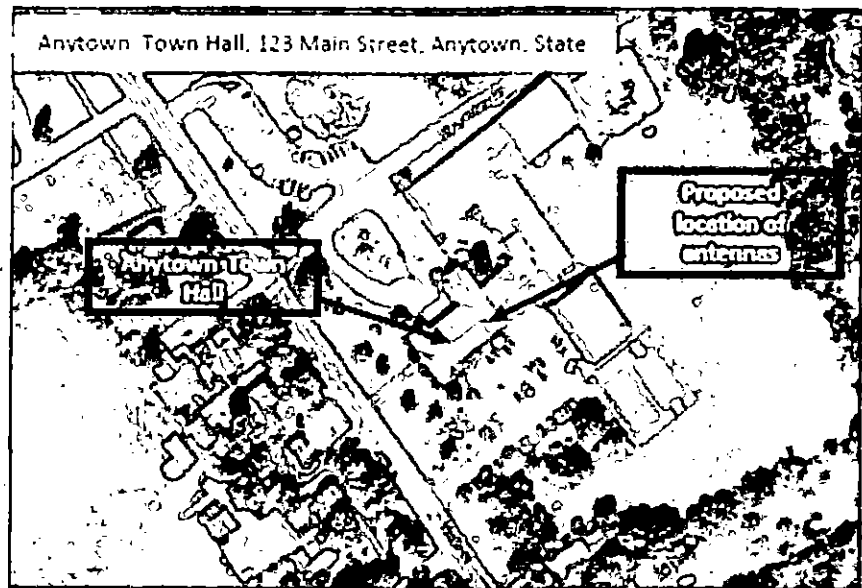 Anytown Town Hall, 123 Main Street, Anytown, State
Proposed
location of
antennas
Anytown Town
Hall